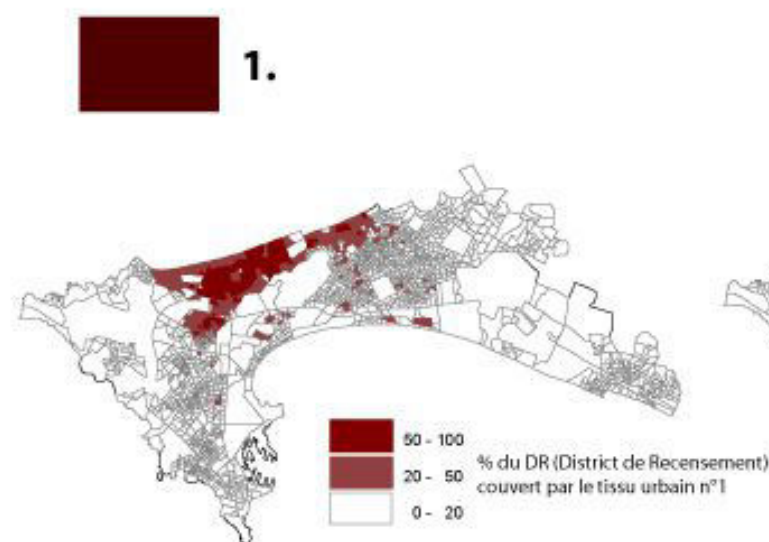 1.
50 - 100
20 - 50
0 - 20
% du DR (District de Recensement)
couvert par le tissu urbain n°1